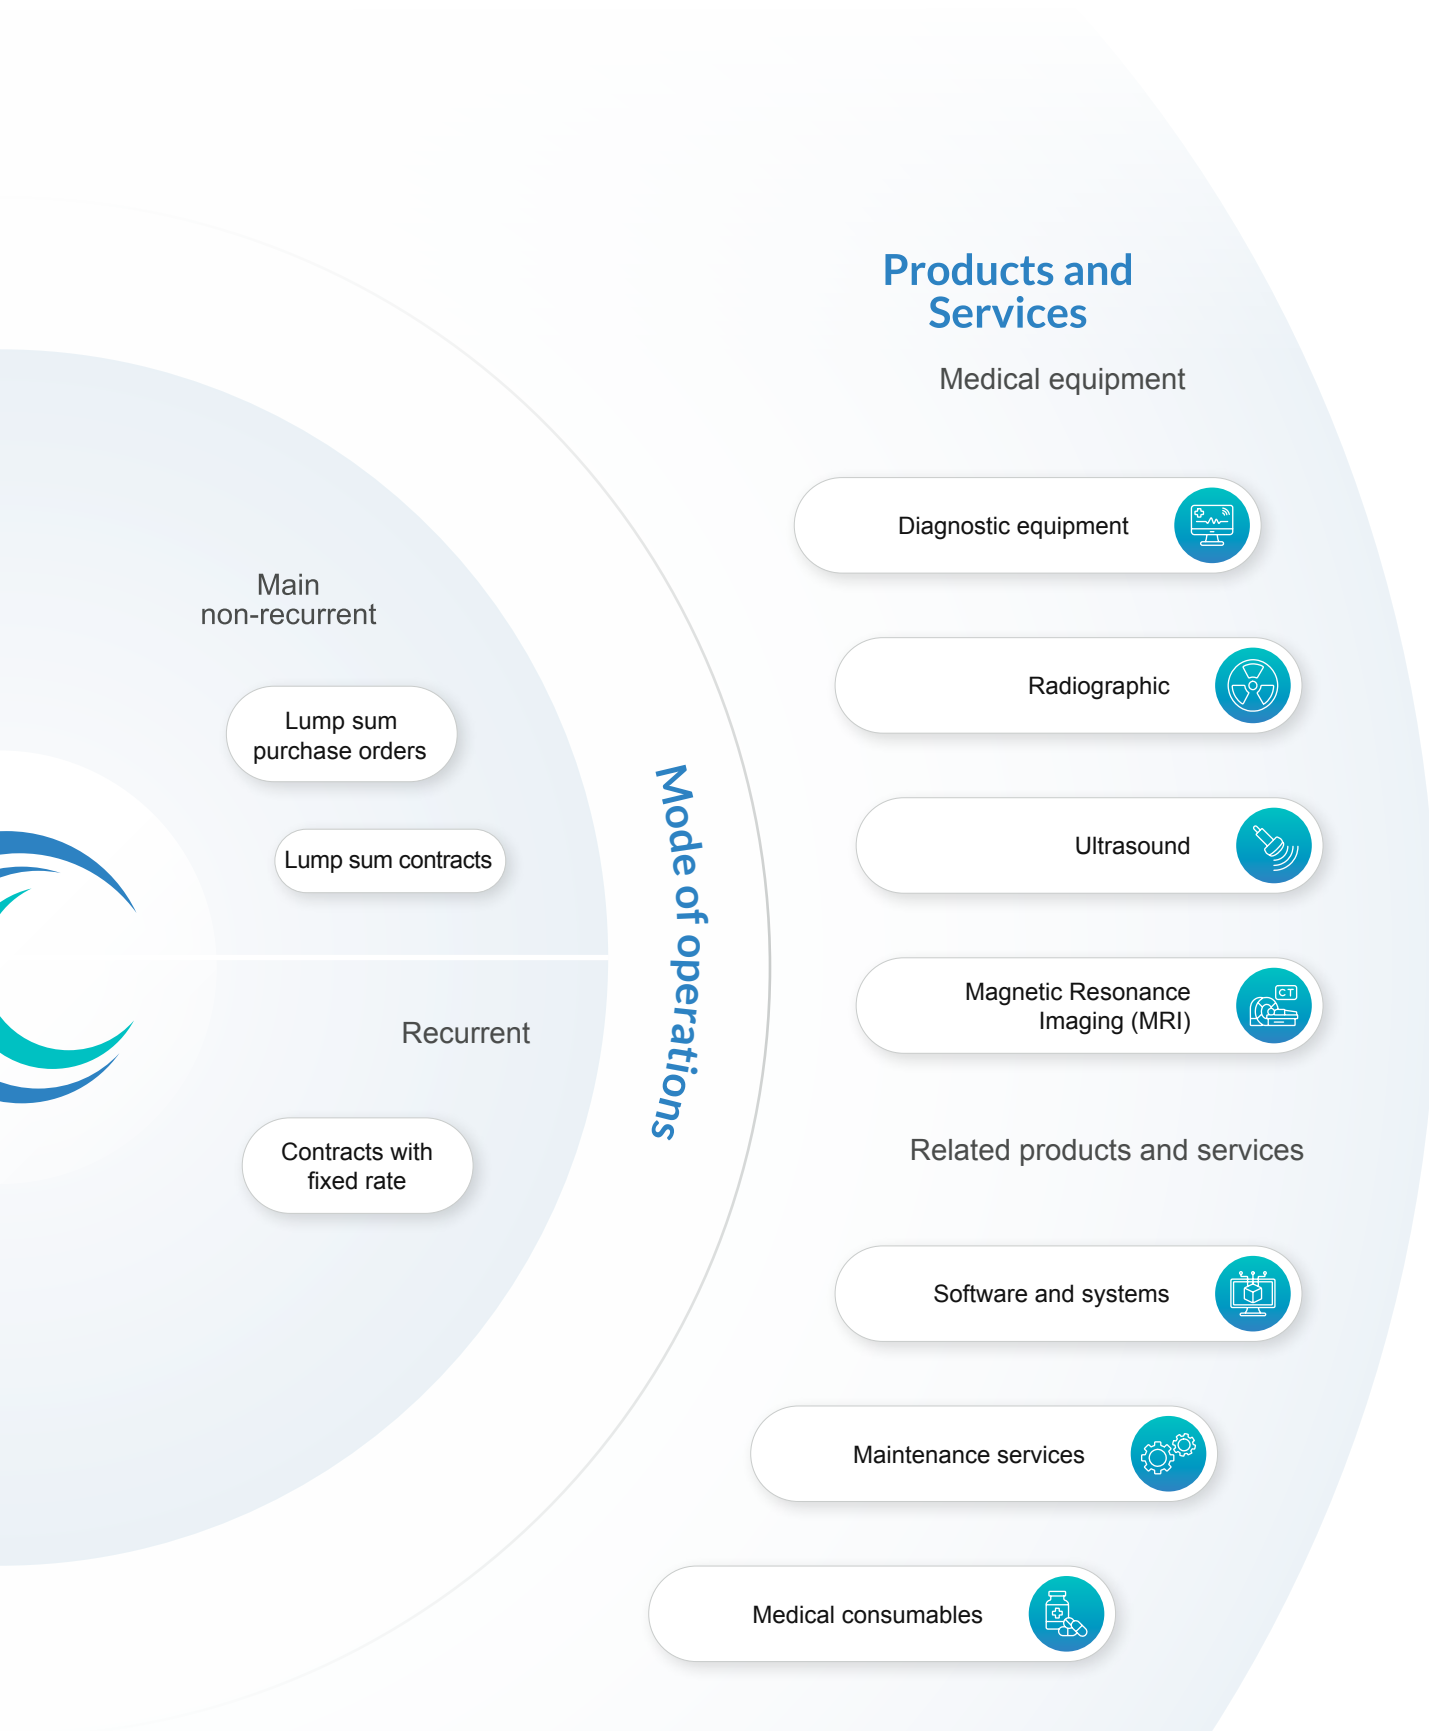 Products and
Services
Medical equipment
Diagnostic equipment
Radiographic
Ultrasound
Magnetic Resonance
Imaging (MRI)
CT
Related products and services
Software and systems
Maintenance services
Medical consumables
Mode of operations
Main
non-recurrent
Lump sum
purchase orders
Lump sum contracts
Recurrent
Contracts with
fixed rate